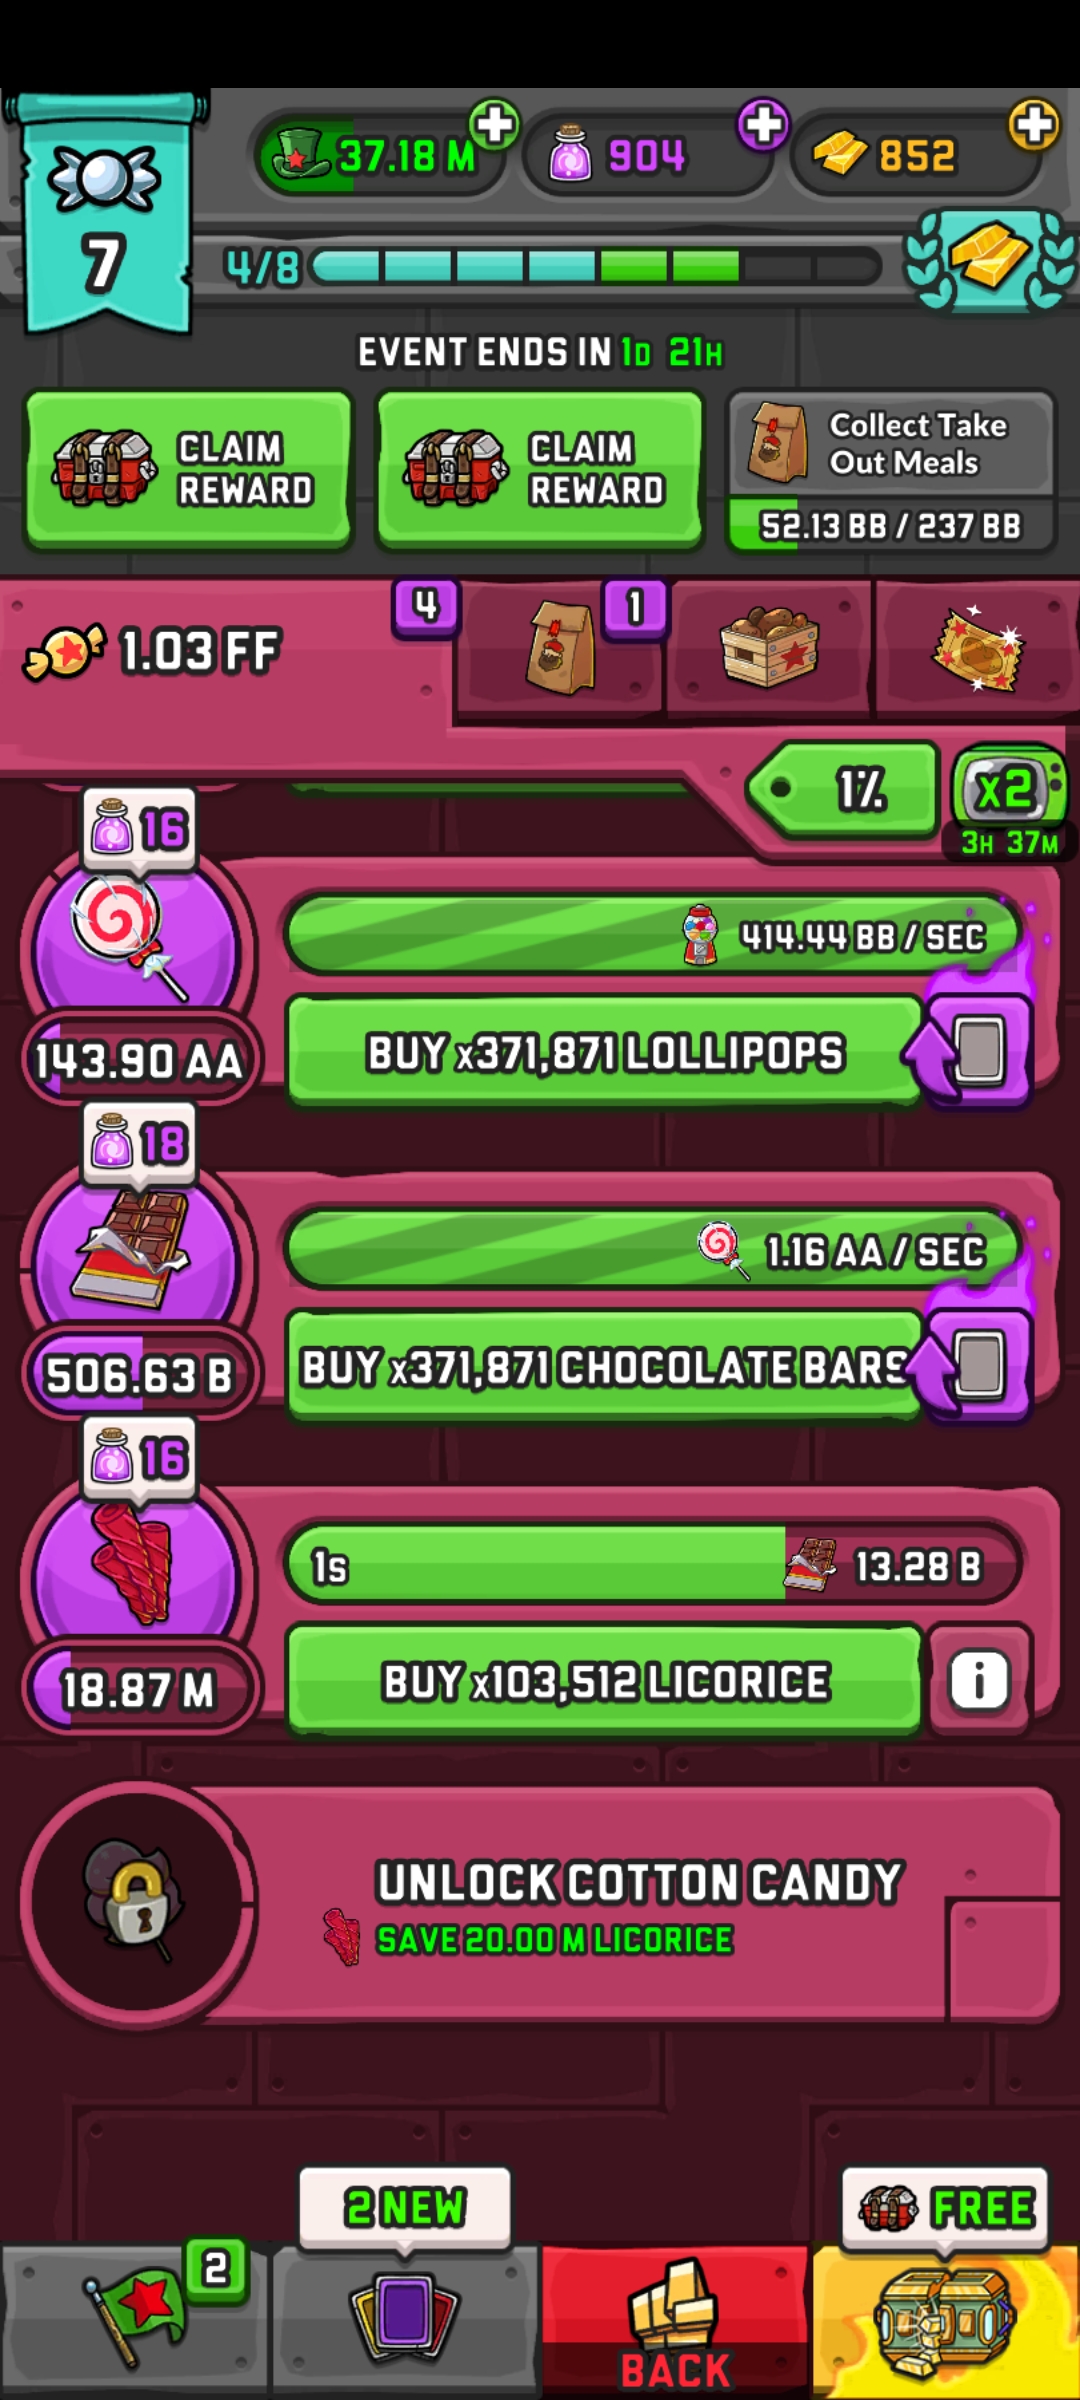 7
37.18 M
904
852
4/8
EVENT ENDS IN 1D 21H
CLAIM
REWARD
CLAIM
REWARD
Collect Take
Out Meals
52.13 BB / 237 BB
1.03 FF
4
1
1%
x2
3H 37M
16
414.44 BB / SEC
143.90 AA
BUY x371,871 LOLLIPOPS
18
1.16 AA / SEC
506.63 B
BUY x371,871 CHOCOLATE BARS
16
1s
13.28 B
18.87 M
BUY x103,512 LICORICE
i
UNLOCK COTTON CANDY
SAVE 20.00 M LICORICE
2
2 NEW
BACK
FREE